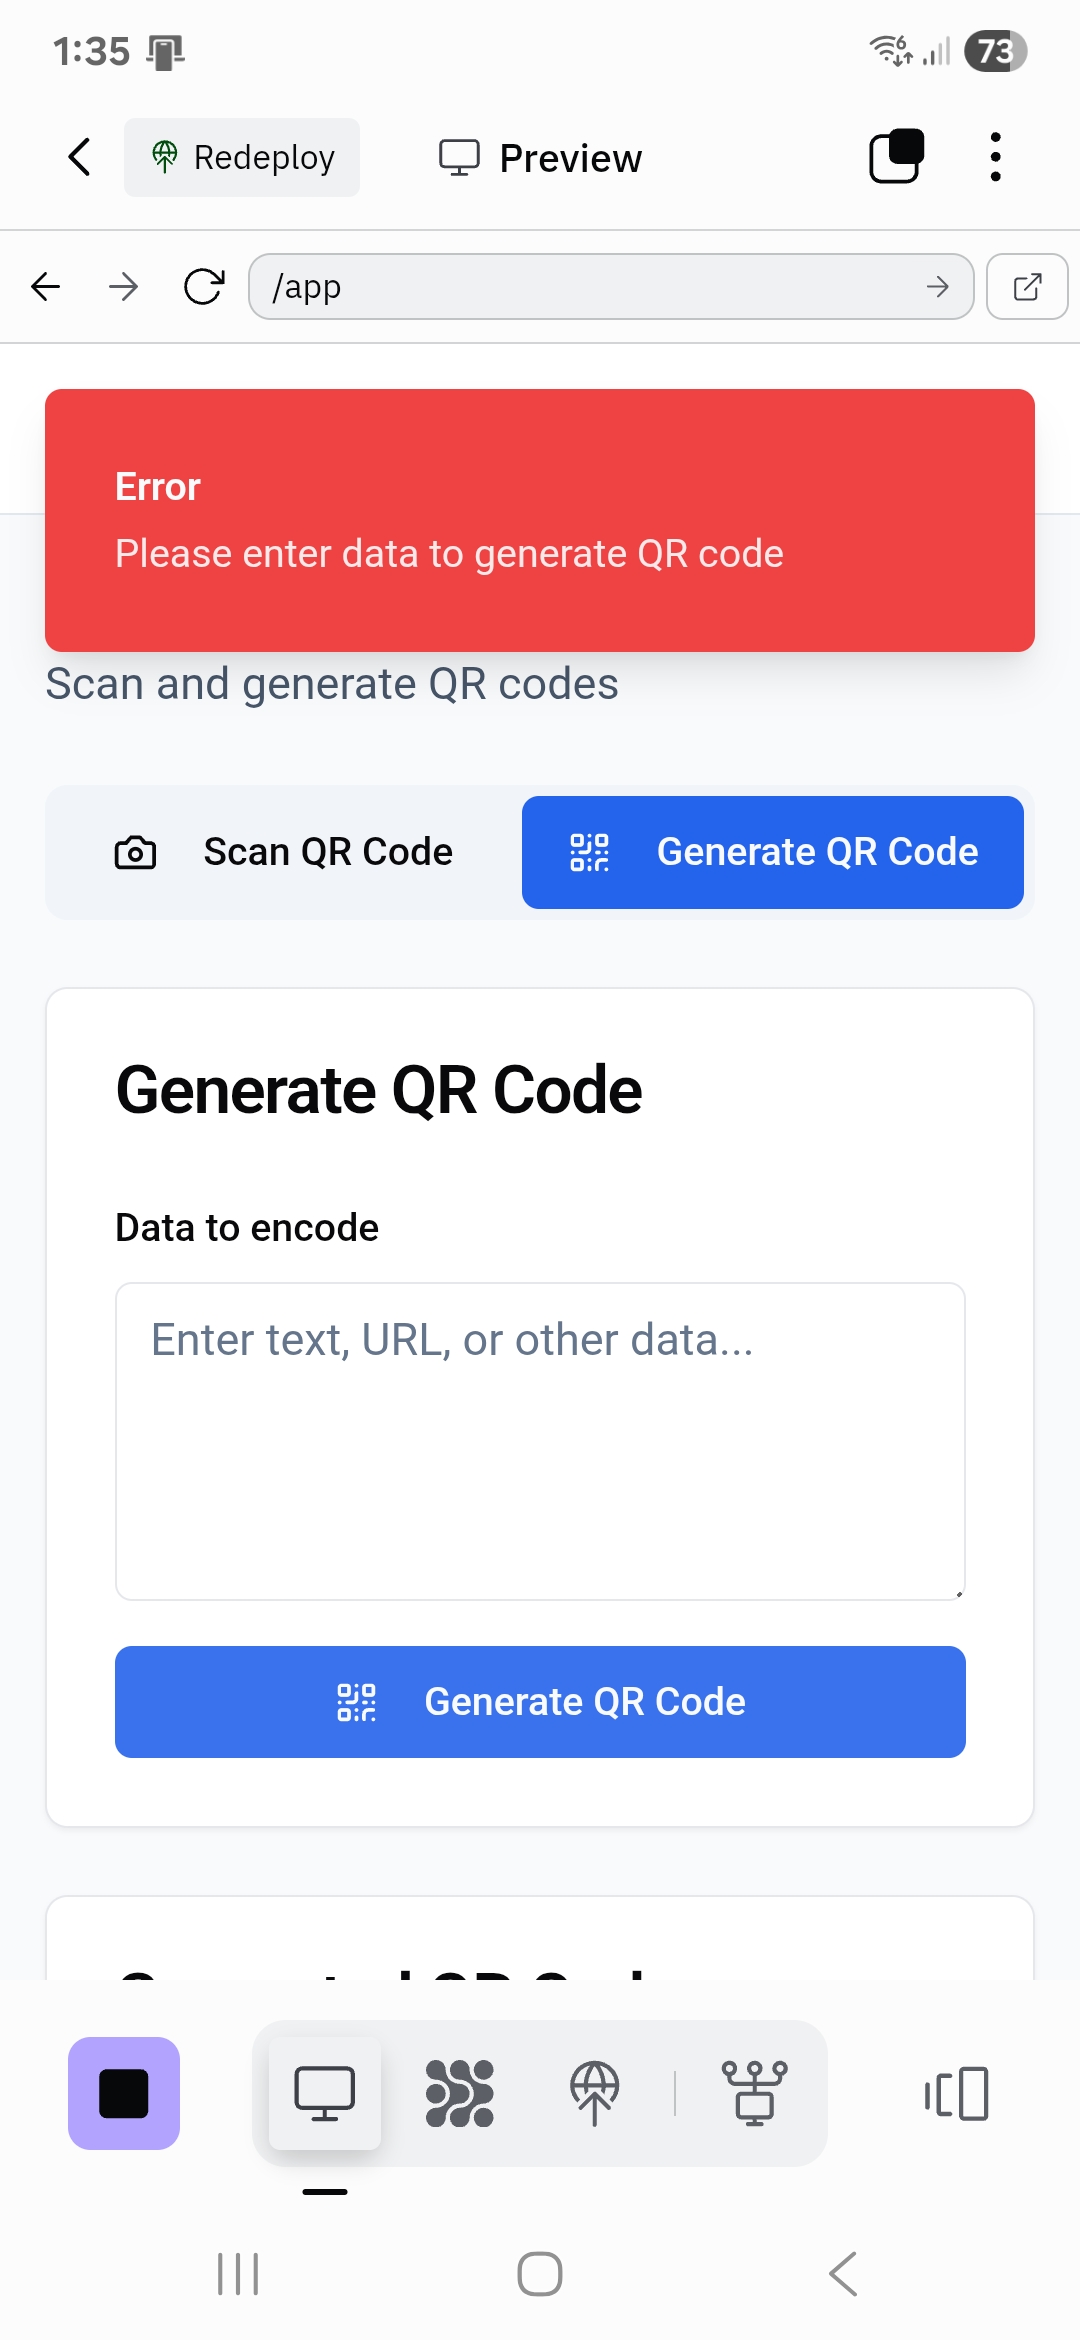 1:35
6
73
Redeploy
Preview
/app
Error
Please enter data to generate QR code
Scan and generate QR codes
Scan QR Code
Generate QR Code
Generate QR Code
Data to encode
Enter text, URL, or other data...
Generate QR Code